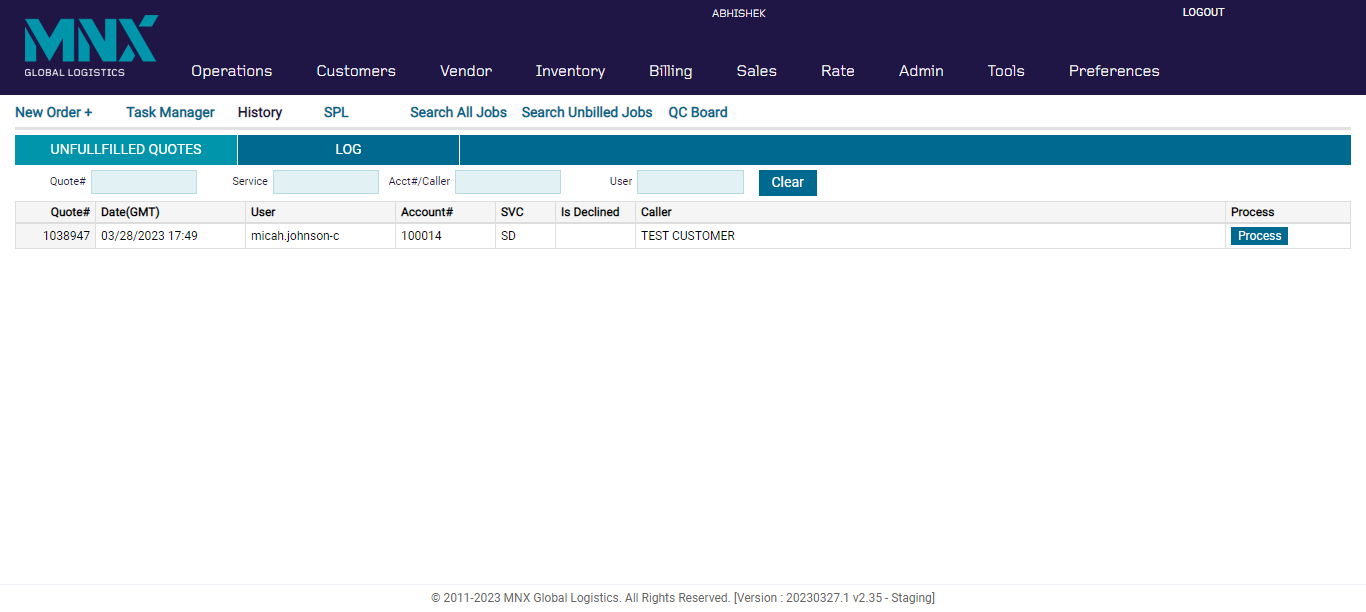 ABHISHEK
LOGOUT
MNX
GLOBAL LOGISTICS
Operations Customers Vendor Inventory Billing Sales Rate Admin Tools Preferences
New Order + Task Manager History SPL Search All Jobs Search Unbilled Jobs QC Board
UNFULLFILLED QUOTES LOG
Quote# Service Acct#/Caller User Clear
Quote# Date(GMT) User Account# SVC Is Declined Caller Process
1038947 03/28/2023 17:49 micah.johnson-c 100014 SD TEST CUSTOMER Process
© 2011-2023 MNX Global Logistics. All Rights Reserved. [Version : 20230327.1 v2.35 - Staging]